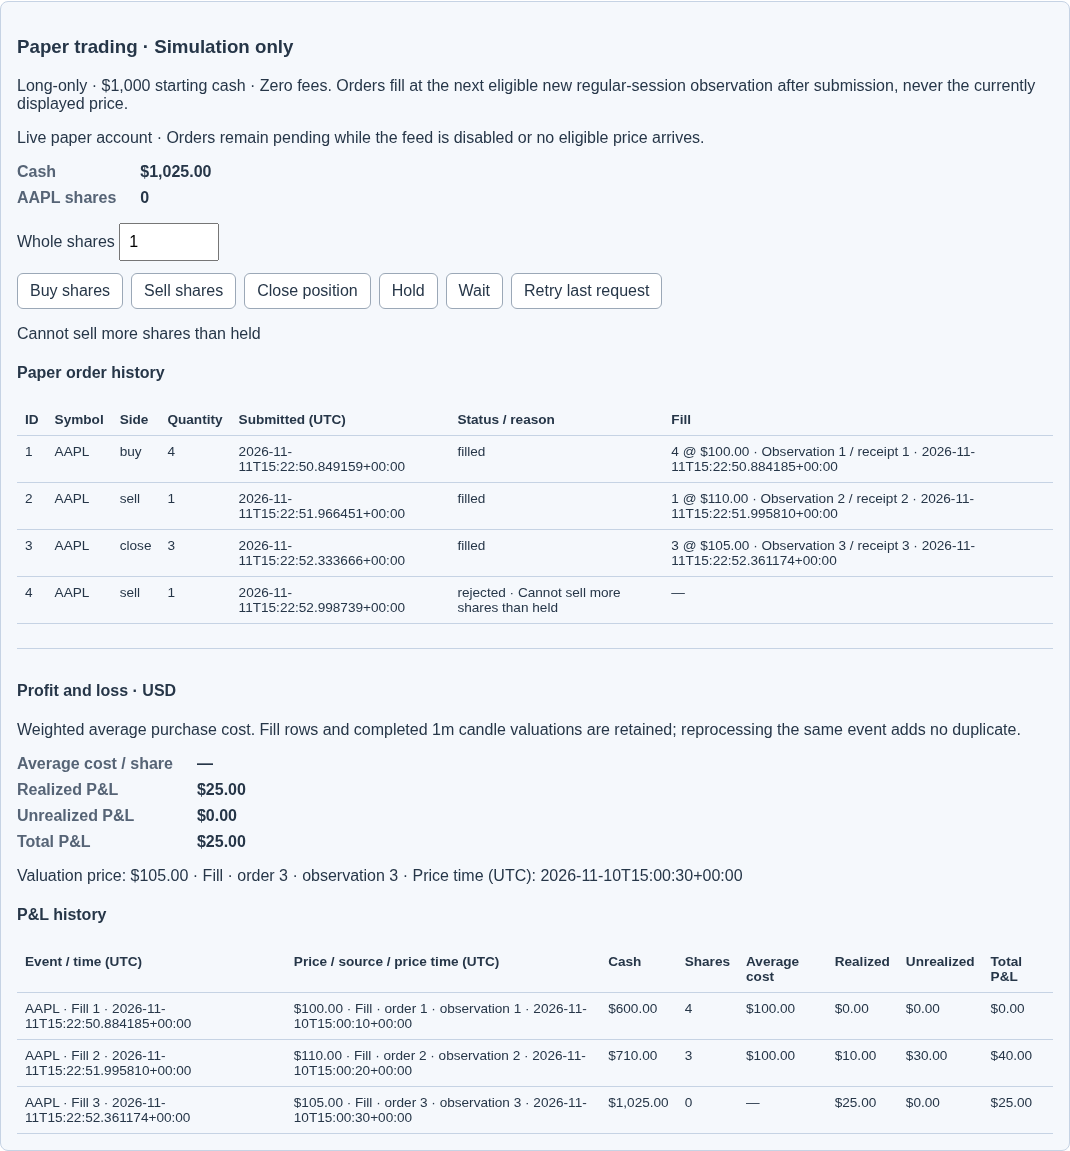 Paper trading · Simulation only
Long-only · $1,000 starting cash · Zero fees. Orders fill at the next eligible new regular-session observation after submission, never the currently
displayed price.
Live paper account · Orders remain pending while the feed is disabled or no eligible price arrives.
Cash $1,025.00
AAPL shares 0
Whole shares 1
Buy shares Sell shares Close position Hold Wait Retry last request
Cannot sell more shares than held
Paper order history
ID Symbol Side Quantity Submitted (UTC) Status / reason Fill
1 AAPL buy 4 2026-11- filled 4 @ $100.00 · Observation 1 / receipt 1 · 2026-11-
11T15:22:50.849159+00:00 11T15:22:50.884185+00:00
2 AAPL sell 1 2026-11- filled 1 @ $110.00 · Observation 2 / receipt 2 · 2026-11-
11T15:22:51.966451+00:00 11T15:22:51.995810+00:00
3 AAPL close 3 2026-11- filled 3 @ $105.00 · Observation 3 / receipt 3 · 2026-11-
11T15:22:52.333666+00:00 11T15:22:52.361174+00:00
4 AAPL sell 1 2026-11- rejected · Cannot sell more —
11T15:22:52.998739+00:00 shares than held
Profit and loss · USD
Weighted average purchase cost. Fill rows and completed 1m candle valuations are retained; reprocessing the same event adds no duplicate.
Average cost / share —
Realized P&L $25.00
Unrealized P&L $0.00
Total P&L $25.00
Valuation price: $105.00 · Fill · order 3 · observation 3 · Price time (UTC): 2026-11-10T15:00:30+00:00
P&L history
Event / time (UTC) Price / source / price time (UTC) Cash Shares Average Realized Unrealized Total
cost P&L
AAPL · Fill 1 · 2026-11- $100.00 · Fill · order 1 · observation 1 · 2026-11- $600.00 4 $100.00 $0.00 $0.00 $0.00
11T15:22:50.884185+00:00 10T15:00:10+00:00
AAPL · Fill 2 · 2026-11- $110.00 · Fill · order 2 · observation 2 · 2026-11- $710.00 3 $100.00 $10.00 $30.00 $40.00
11T15:22:51.995810+00:00 10T15:00:20+00:00
AAPL · Fill 3 · 2026-11- $105.00 · Fill · order 3 · observation 3 · 2026-11- $1,025.00 0 — $25.00 $0.00 $25.00
11T15:22:52.361174+00:00 10T15:00:30+00:00